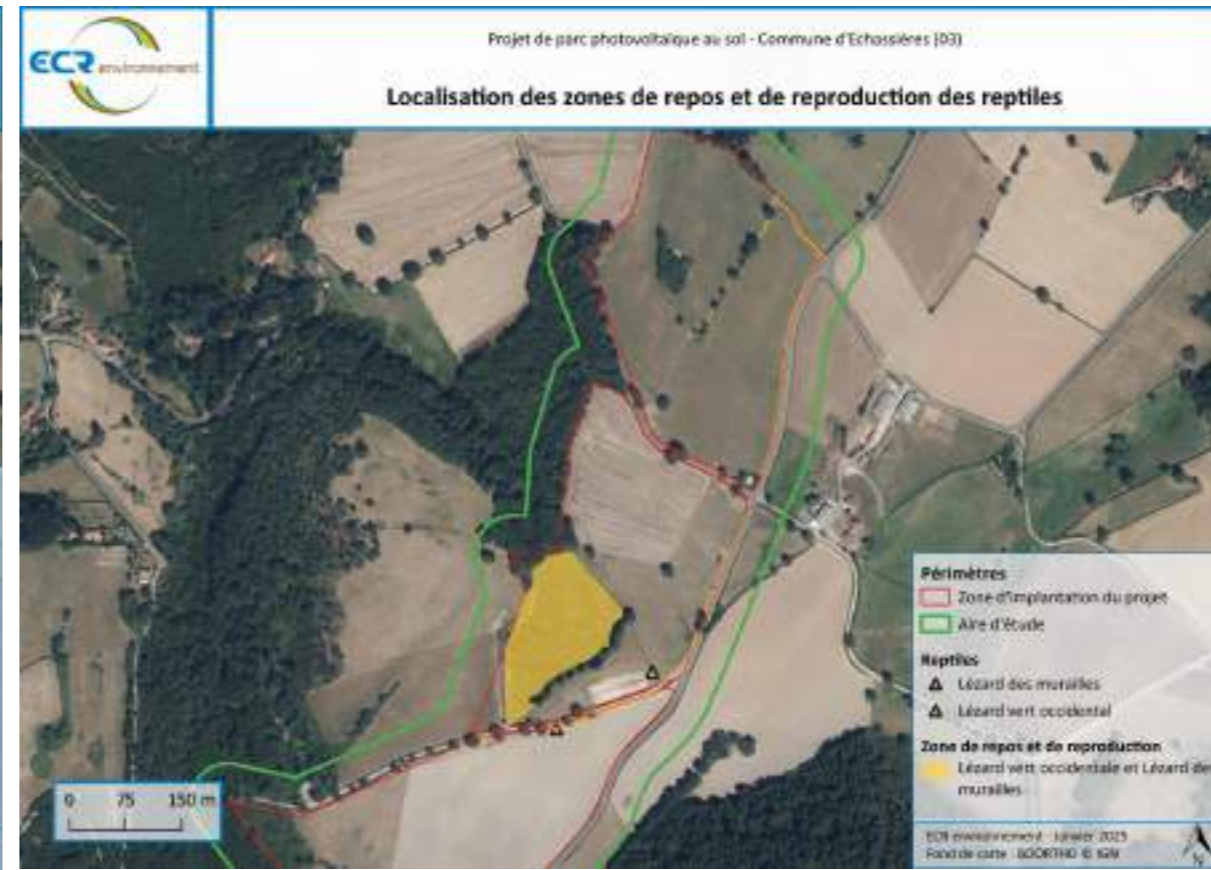 ECR environnement
Projet de parc photovoltaïque au sol - Commune d'Echassières (03)
Localisation des zones de repos et de reproduction des reptiles
Périmètres
Zone d'implantation du projet
Aire d'étude
Reptiles
Lézard des murailles
Lézard vert occidental
Zone de repos et de reproduction
Lézard vert occidentale et Lézard des
murailles
0 75 150 m
ECR environnement - Janvier 2025
Fond de carte : BDORTHO © IGN
N